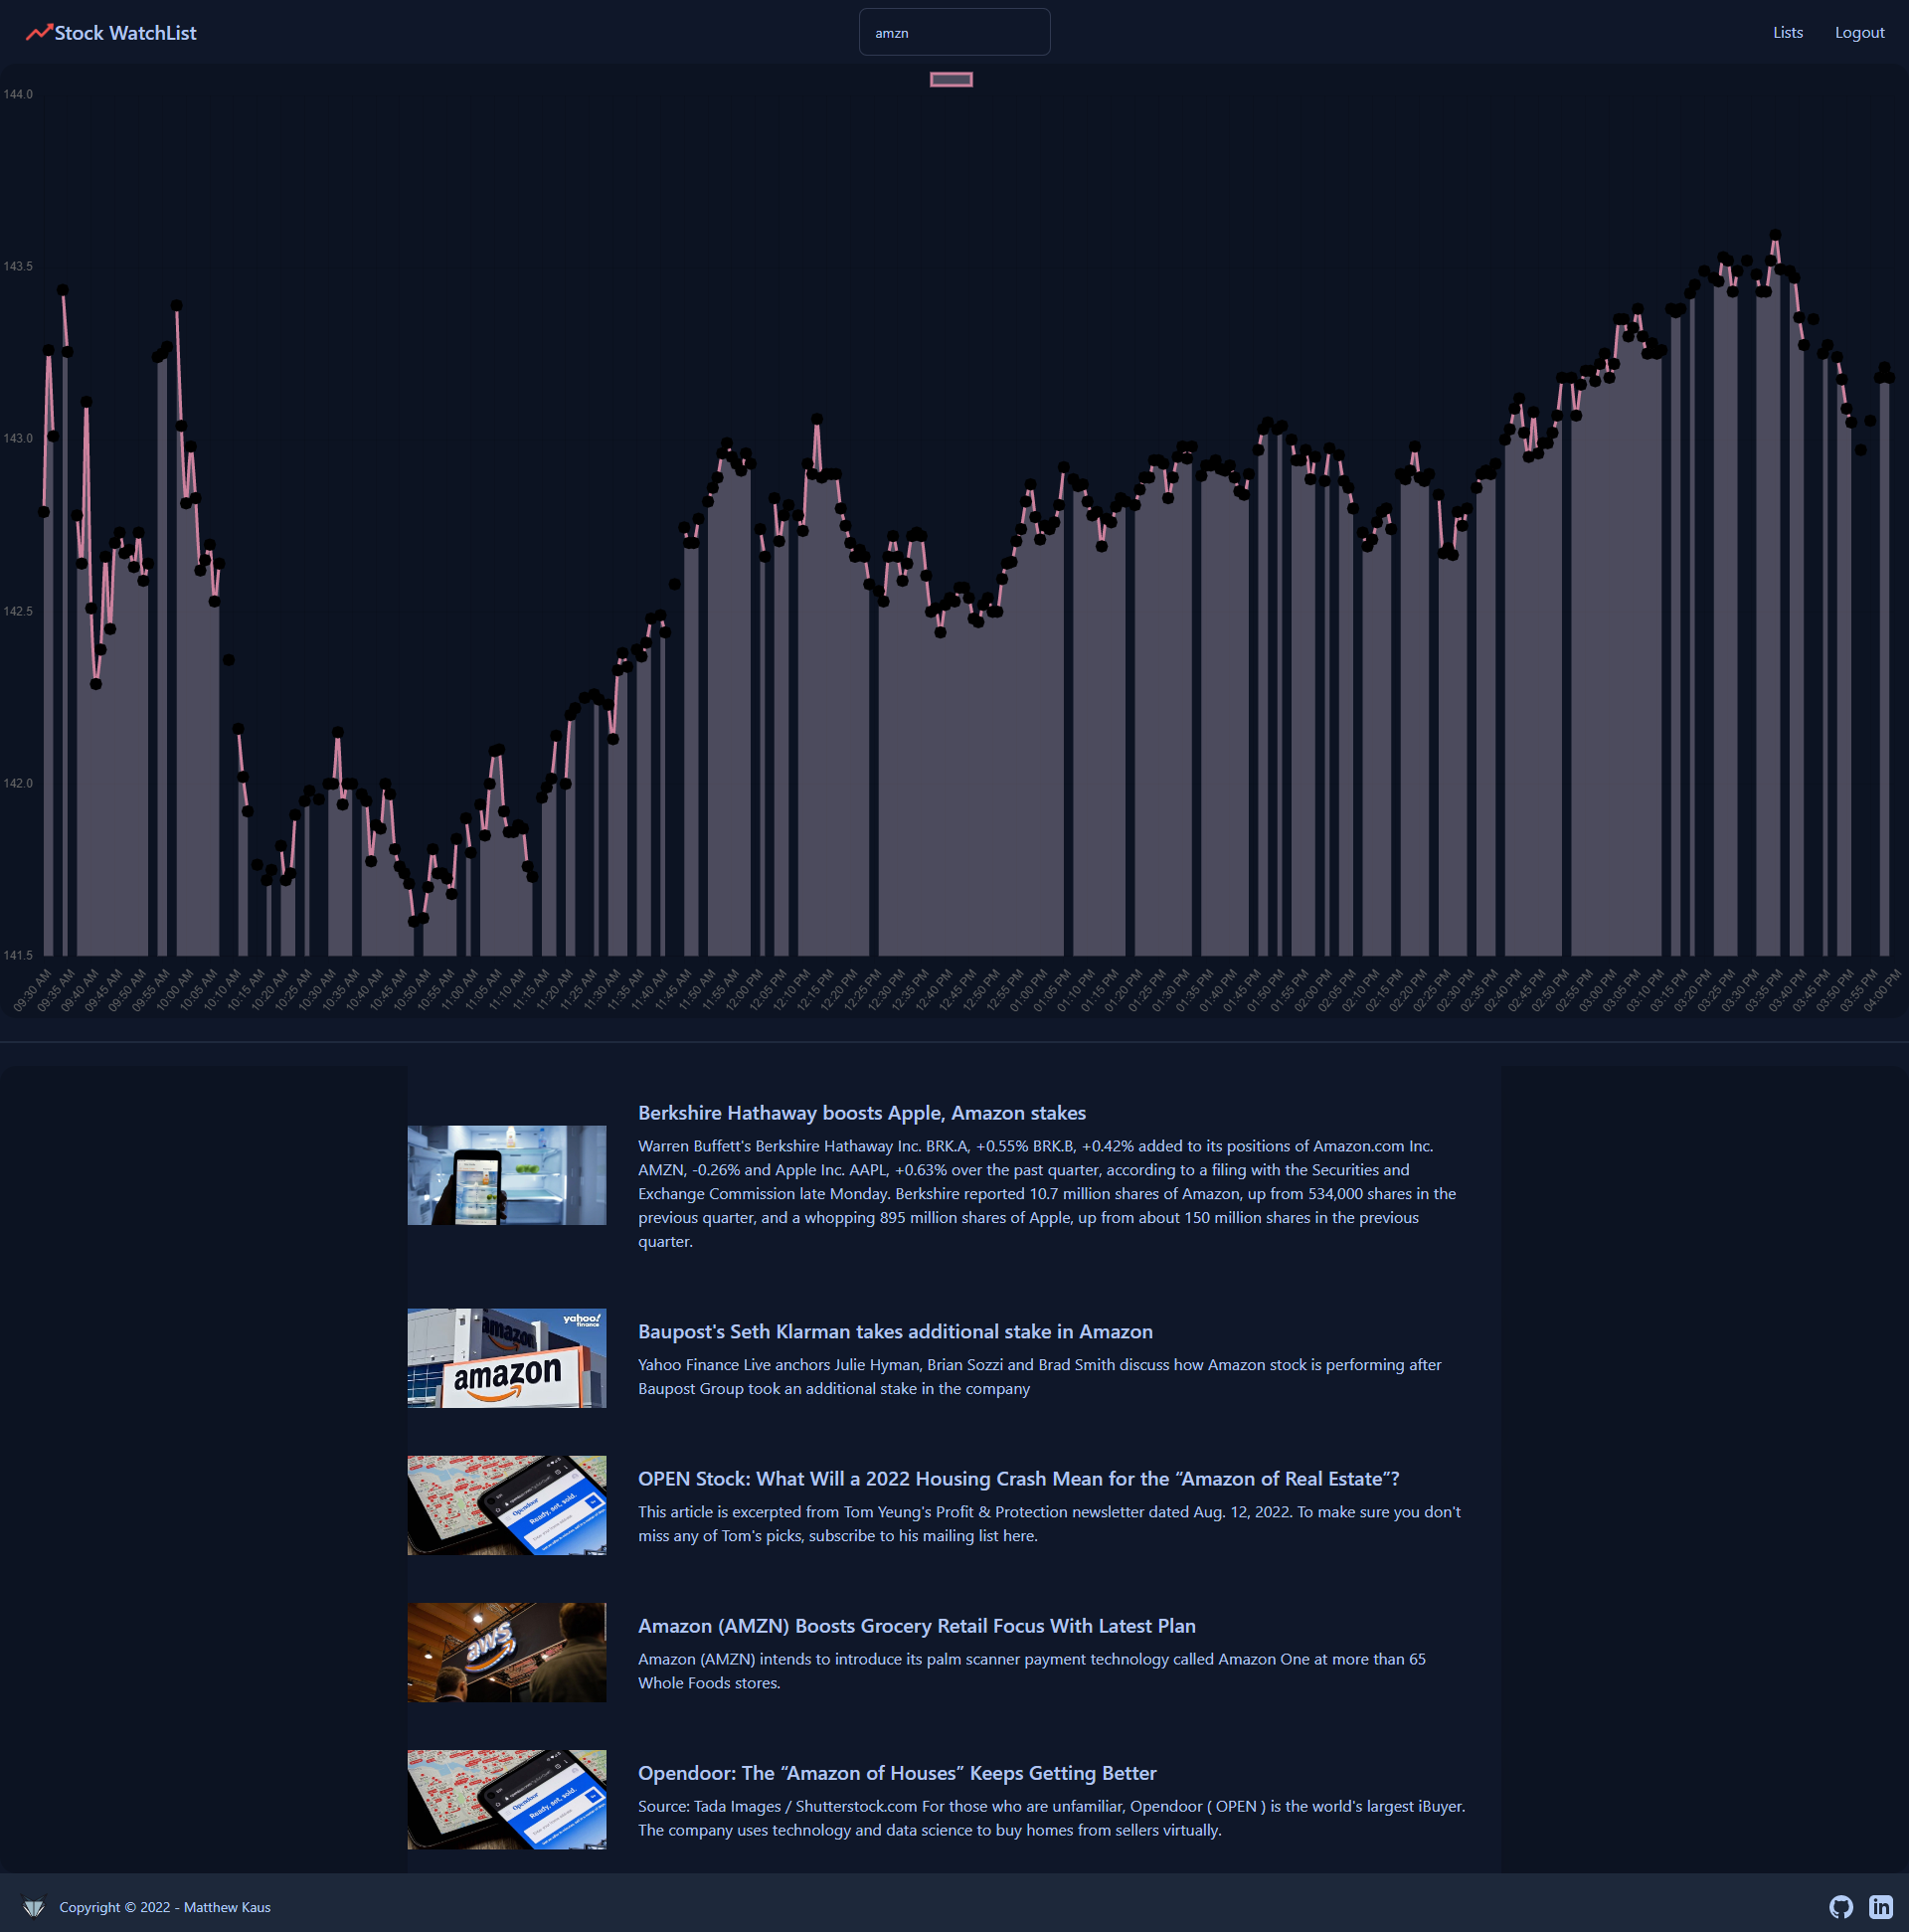 Stock WatchList
amzn
Lists
Logout
144.0
143.5
143.0
142.5
142.0
141.5
09:30 AM
09:35 AM
09:40 AM
09:45 AM
09:50 AM
09:55 AM
10:00 AM
10:05 AM
10:10 AM
10:15 AM
10:20 AM
10:25 AM
10:30 AM
10:35 AM
10:40 AM
10:45 AM
10:50 AM
10:55 AM
11:00 AM
11:05 AM
11:10 AM
11:15 AM
11:20 AM
11:25 AM
11:30 AM
11:35 AM
11:40 AM
11:45 AM
11:50 AM
11:55 AM
12:00 PM
12:05 PM
12:10 PM
12:15 PM
12:20 PM
12:25 PM
12:30 PM
12:35 PM
12:40 PM
12:45 PM
12:50 PM
12:55 PM
01:00 PM
01:05 PM
01:10 PM
01:15 PM
01:20 PM
01:25 PM
01:30 PM
01:35 PM
01:40 PM
01:45 PM
01:50 PM
01:55 PM
02:00 PM
02:05 PM
02:10 PM
02:15 PM
02:20 PM
02:25 PM
02:30 PM
02:35 PM
02:40 PM
02:45 PM
02:50 PM
02:55 PM
03:00 PM
03:05 PM
03:10 PM
03:15 PM
03:20 PM
03:25 PM
03:30 PM
03:35 PM
03:40 PM
03:45 PM
03:50 PM
03:55 PM
04:00 PM
Berkshire Hathaway boosts Apple, Amazon stakes
Warren Buffett's Berkshire Hathaway Inc. BRK.A, +0.55% BRK.B, +0.42% added to its positions of Amazon.com Inc.
AMZN, -0.26% and Apple Inc. AAPL, +0.63% over the past quarter, according to a filing with the Securities and
Exchange Commission late Monday. Berkshire reported 10.7 million shares of Amazon, up from 534,000 shares in the
previous quarter, and a whopping 895 million shares of Apple, up from about 150 million shares in the previous
quarter.
yahoo!
finance
amazon
amazon
Baupost's Seth Klarman takes additional stake in Amazon
Yahoo Finance Live anchors Julie Hyman, Brian Sozzi and Brad Smith discuss how Amazon stock is performing after
Baupost Group took an additional stake in the company
Opendoor
Ready, set, sold.
OPEN Stock: What Will a 2022 Housing Crash Mean for the “Amazon of Real Estate”?
This article is excerpted from Tom Yeung's Profit & Protection newsletter dated Aug. 12, 2022. To make sure you don't
miss any of Tom's picks, subscribe to his mailing list here.
aws
Amazon (AMZN) Boosts Grocery Retail Focus With Latest Plan
Amazon (AMZN) intends to introduce its palm scanner payment technology called Amazon One at more than 65
Whole Foods stores.
Opendoor
Ready, set, sold.
Opendoor: The “Amazon of Houses” Keeps Getting Better
Source: Tada Images / Shutterstock.com For those who are unfamiliar, Opendoor ( OPEN ) is the world's largest iBuyer.
The company uses technology and data science to buy homes from sellers virtually.
Copyright © 2022 - Matthew Kaus
in